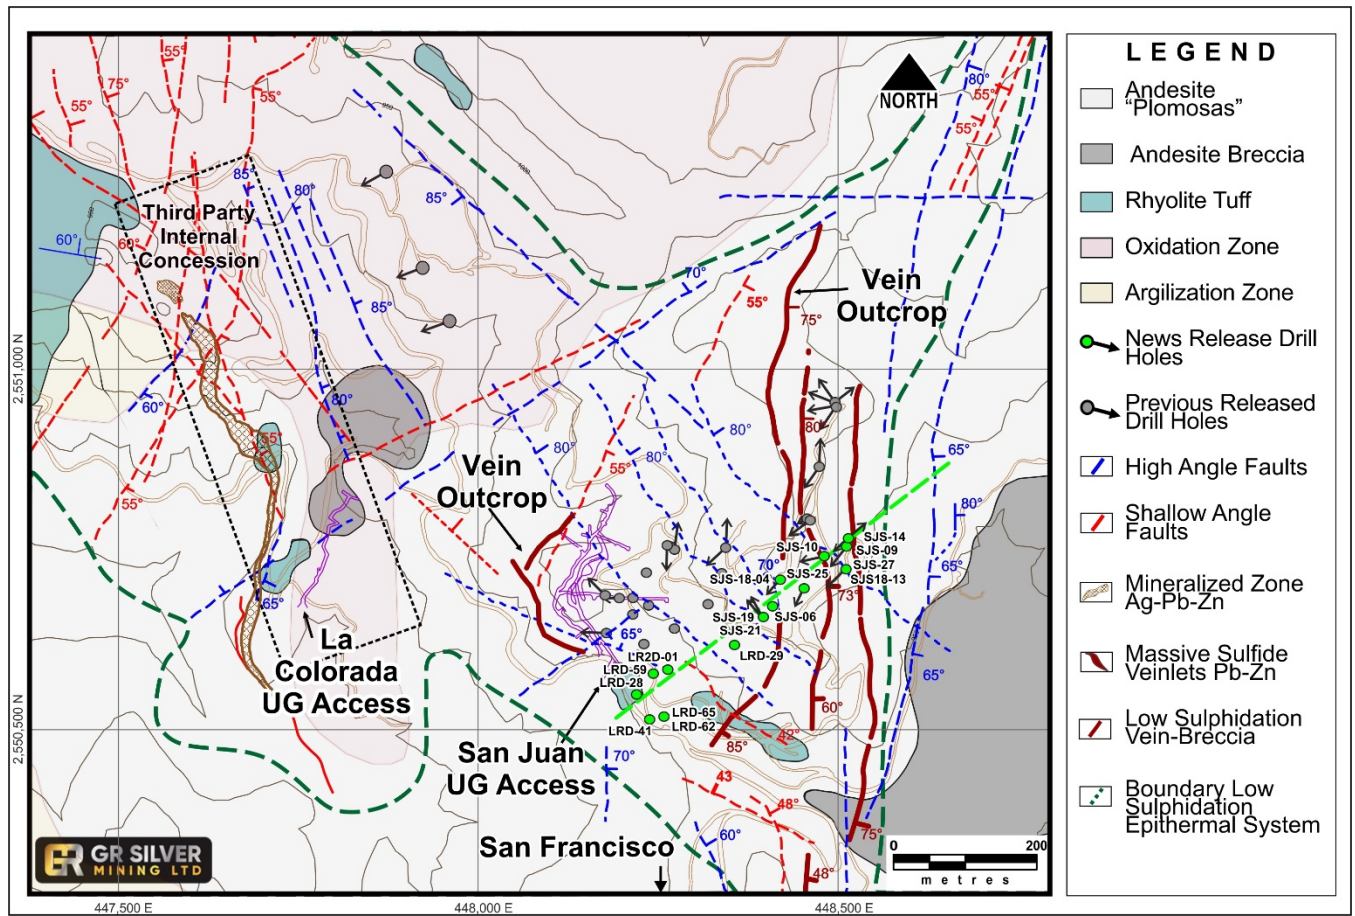 LEGEND
Andesite
"Plomosas"
Andesite Breccia
Rhyolite Tuff
Oxidation Zone
Argilization Zone
News Release Drill
Holes
Previous Released
Drill Holes
High Angle Faults
Shallow Angle
Faults
Mineralized Zone
Ag-Pb-Zn
Massive Sulfide
Veinlets Pb-Zn
Low Sulphidation
Vein-Breccia
Boundary Low
Sulphidation
Epithermal System
NORTH
55°
75°
55°
55°
80°
55°
55°
85°
80°
85°
Third Party
Internal
Concession
60°
60°
70°
55°
85°
Vein
Outcrop
75°
2,551,000 N
60°
80°
55°
80°
80°
80
65°
Vein
Outcrop
55°
55°
80°
65°
65°
SJS-14
SJS-10
SJS-09
SJS-27
SJS-18-04
70°
SJS-25
SJS18-13
73°
SJS-19
SJS-06
SJS-21
65°
LRD-29
65°
La
Colorada
UG Access
LR2D-01
LRD-59
LRD-28
LRD-65
LRD-62
LRD-41
60°
85°
42°
2,550,500 N
San Juan
UG Access
70°
43
48°
60°
75°
48°
San Francisco
GR SILVER
MINING LTD
0 200
metres
447,500 E
448,000 E
448,500 E